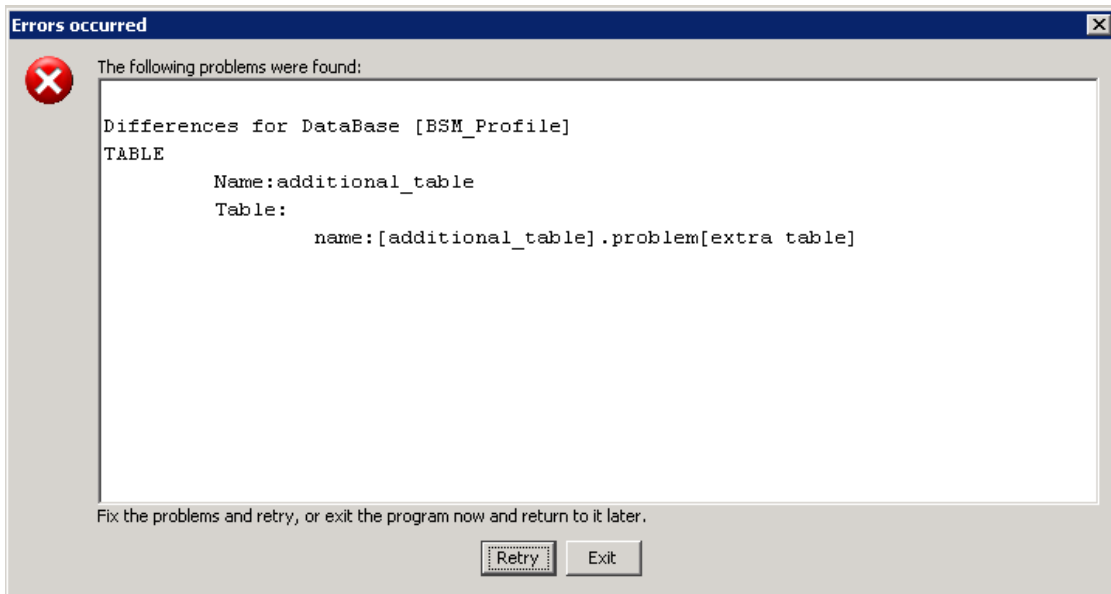 Errors occurred
The following problems were found:
Differences for DataBase [BSM_Profile]
TABLE
Name:additional_table
Table:
name:[additional_table].problem[extra table]
Fix the problems and retry, or exit the program now and return to it later.
Retry Exit